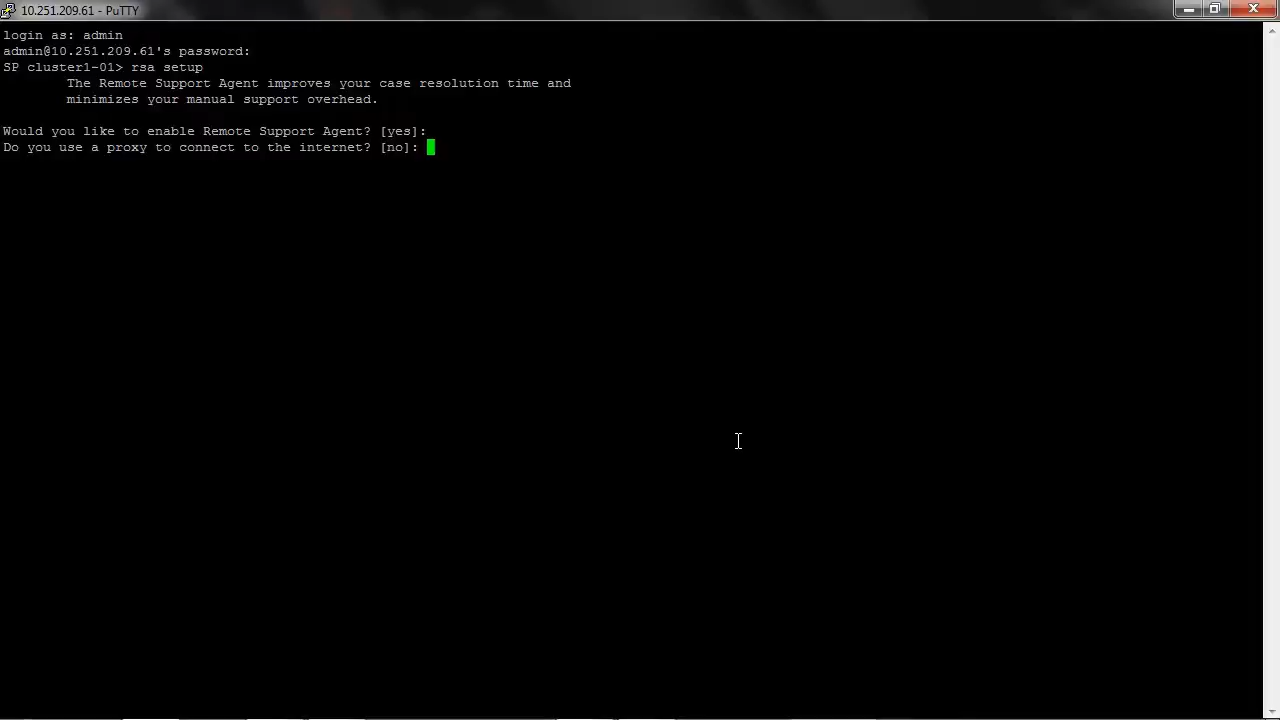 10.251.209.61 - PuTTY
login as: admin
admin@10.251.209.61's password:
SP cluster1-01> rsa setup
The Remote Support Agent improves your case resolution time and
minimizes your manual support overhead.
Would you like to enable Remote Support Agent? [yes]:
Do you use a proxy to connect to the internet? [no]: